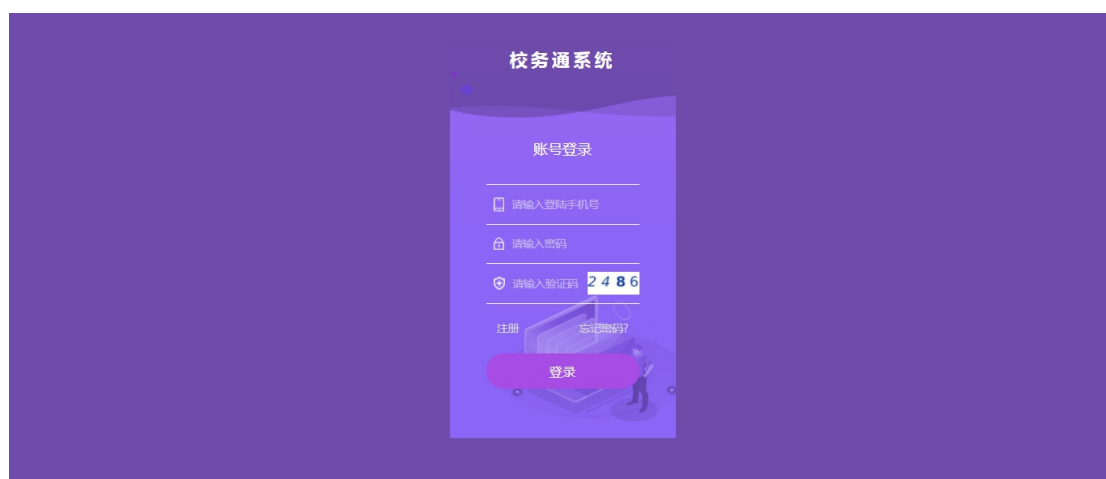 校务通系统
账号登录
请输入登陆手机号
请输入密码
请输入验证码 2486
注册 忘记密码?
登录